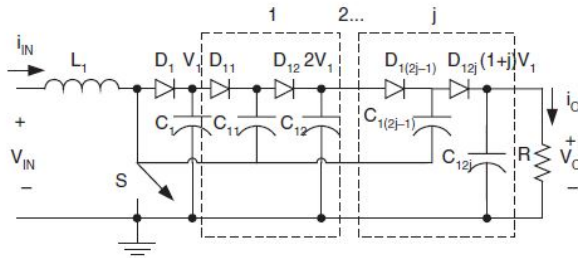 1 2... j
i_IN L_1 D_1 V_1 D_11 D_12 2V_1 D_1(2j–1) D_12j (1+j)V_1
i_O
+ C_1 C_11 C_12 C_1(2j–1) +
V_IN S C_12j R V_O
– –